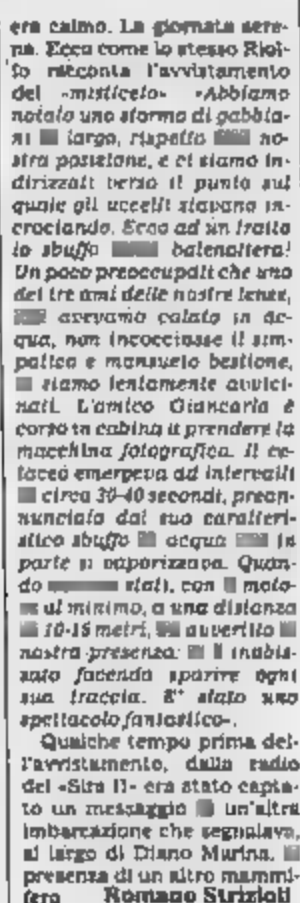 era calmo. La giornata sere-
na. Ecco come lo stesso
racconta l'avvistamento
del «misticeto» «Abbiamo
notato uno stormo di gabbia-
ni largo, rispetto no-
stra posizione, e ci siamo in-
dirizzati verso il punto sul
quale gli uccelli stavano in-
crociando. Ecco ad un tratto
lo sbuffo balenottera!
Un poco preoccupati che uno
dei tre ami delle nostre lenze,
avevamo calato in ac-
qua, non incocciasse il sim-
patico e mansueto bestione,
siamo lentamente avvici-
nati. L'amico Giancarlo è
corso in cabina a prendere la
macchina fotografica. Il ce-
taceo emergeva ad intervalli
circa 30-40 secondi, prean-
nunciato dal suo caratteri-
stico sbuffo acqua in
parte si vaporizzava. Quan-
do stati, con moto-
al minimo, a una distanza
10-15 metri, avvertito
nostra presenza inabis-
sato facendo sparire ogni
sua traccia. E' stato uno
spettacolo fantastico».
Qualche tempo prima del-
l'avvistamento, dalla radio
del era stato capta-
to un messaggio un'altra
imbarcazione che segnalava,
al largo di Diano Marina,
presenza di un altro mammi-
fero Romano Strizioli